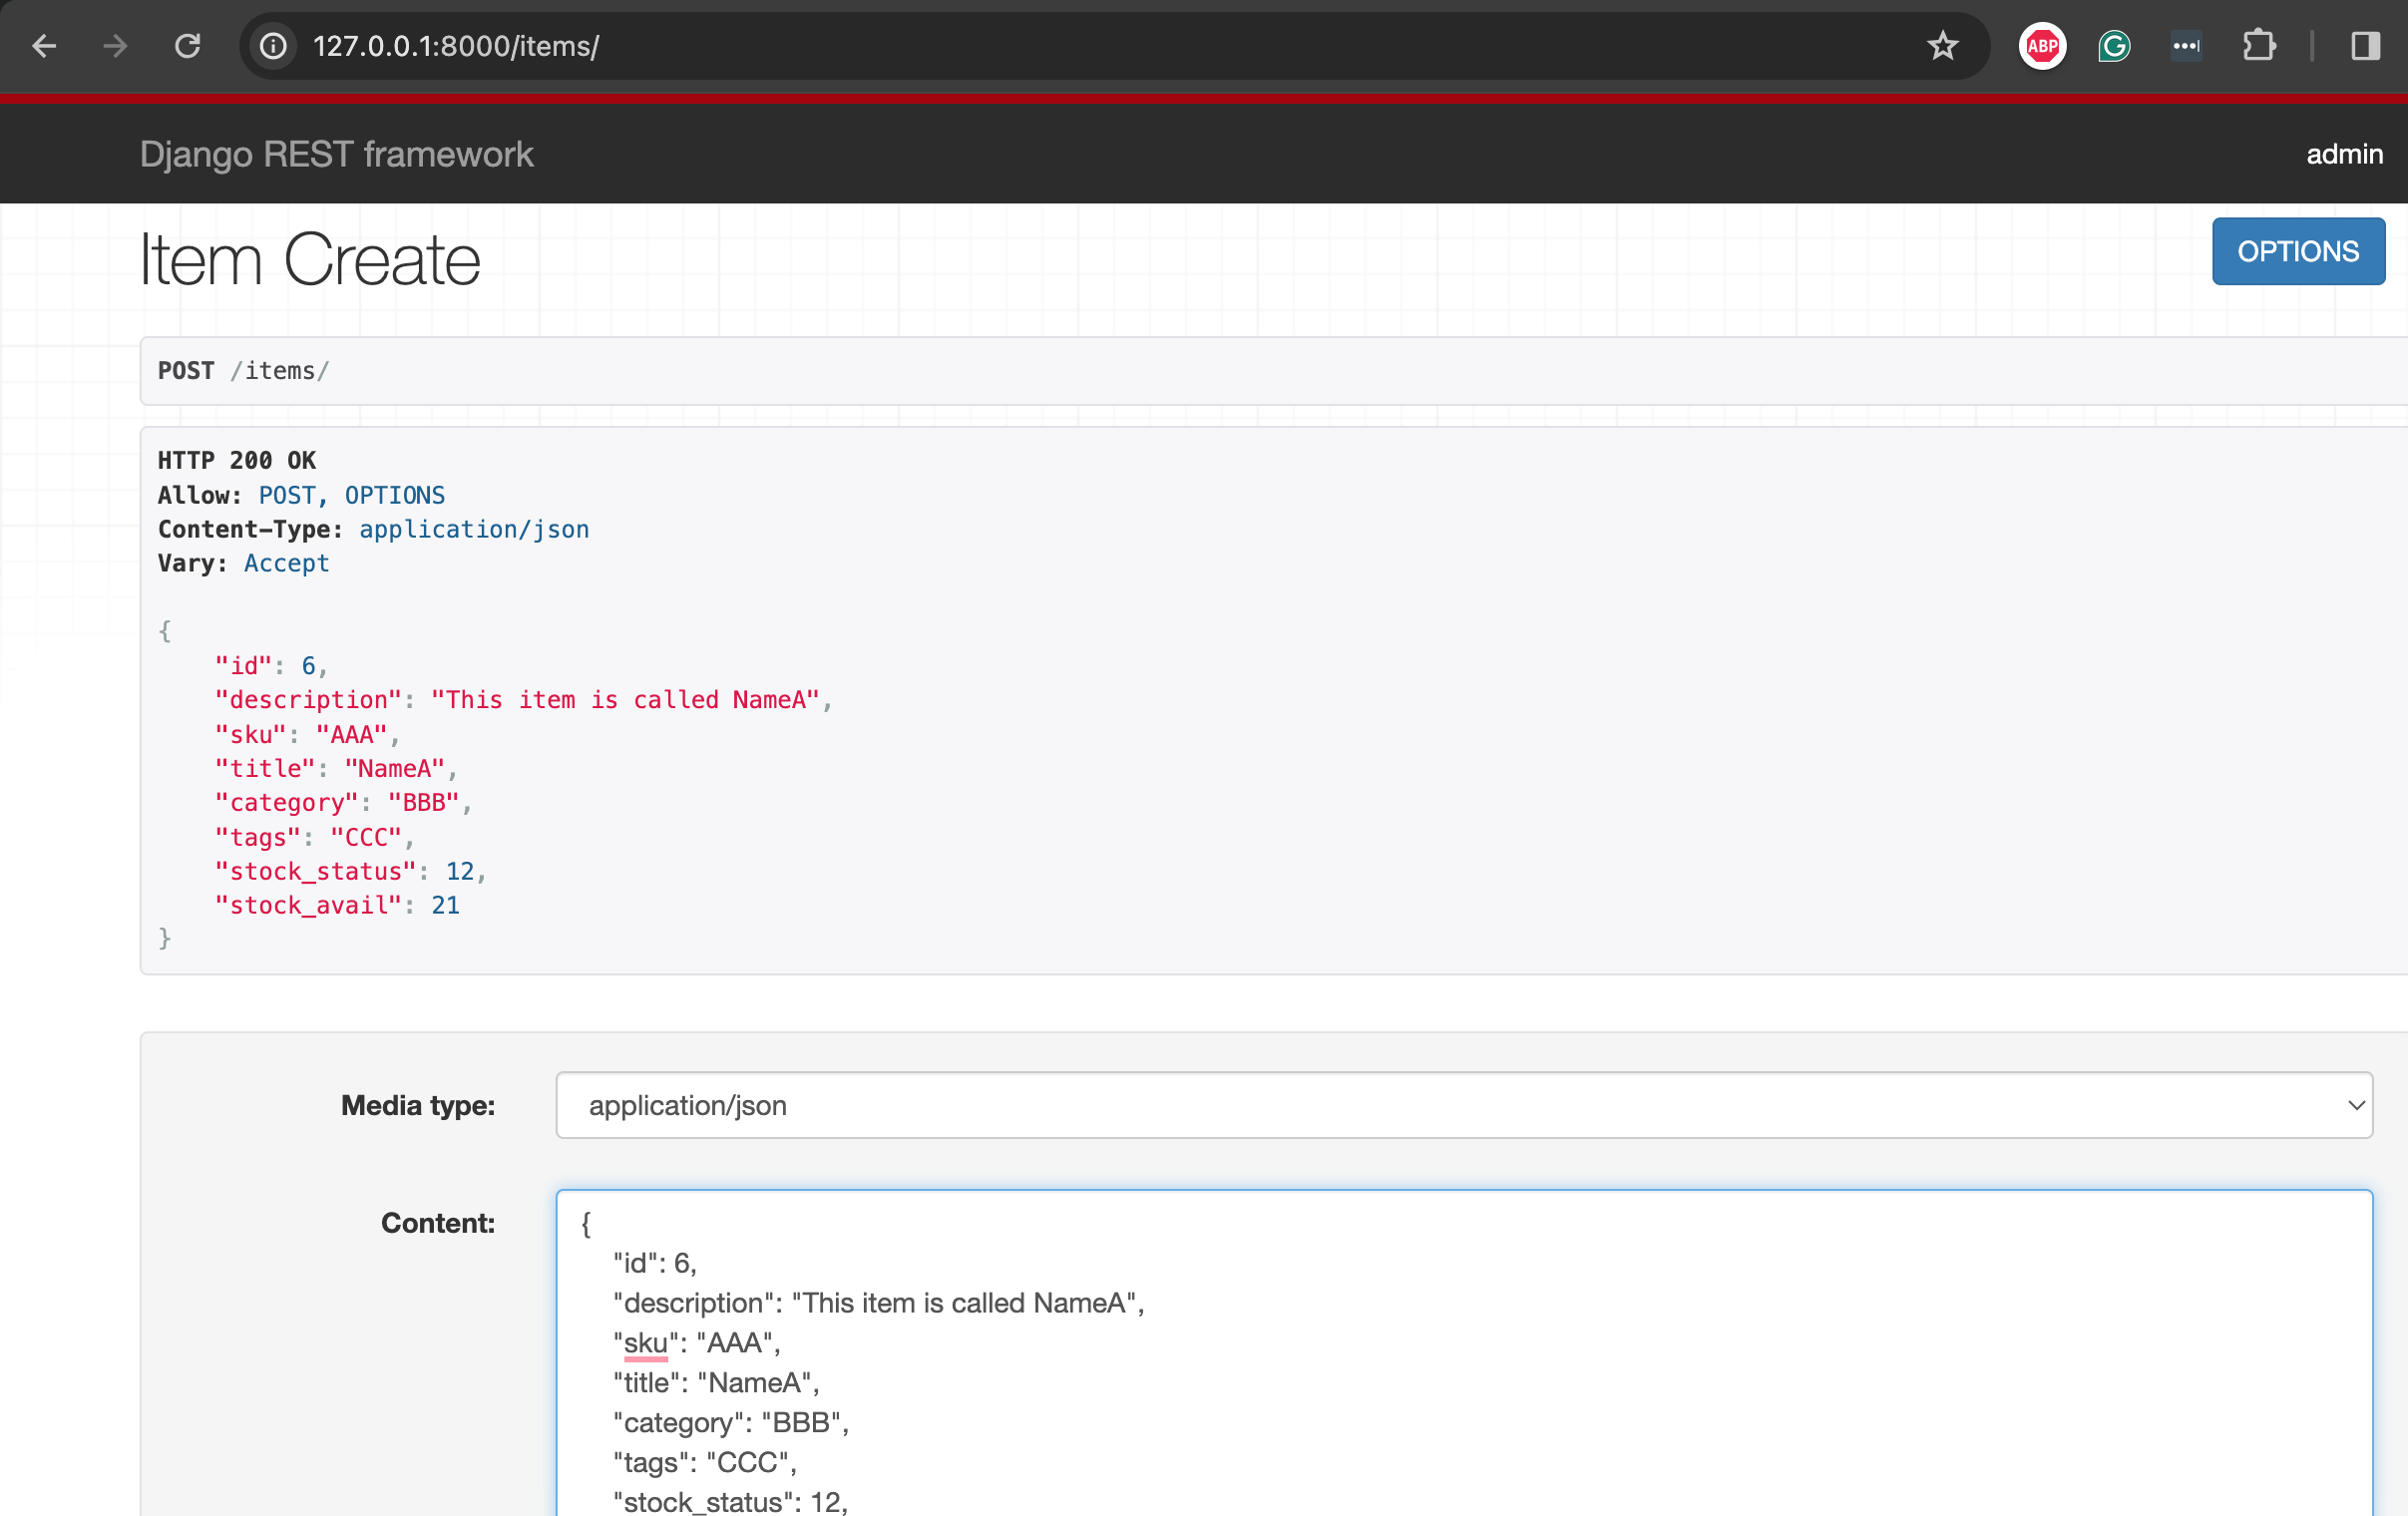 127.0.0.1:8000/items/
ABP
Django REST framework
admin
Item Create
OPTIONS
POST /items/
HTTP 200 OK
Allow: POST, OPTIONS
Content-Type: application/json
Vary: Accept
{
"id": 6,
"description": "This item is called NameA",
"sku": "AAA",
"title": "NameA",
"category": "BBB",
"tags": "CCC",
"stock_status": 12,
"stock_avail": 21
}
Media type:
application/json
Content:
{
"id": 6,
"description": "This item is called NameA",
"sku": "AAA",
"title": "NameA",
"category": "BBB",
"tags": "CCC",
"stock_status": 12,